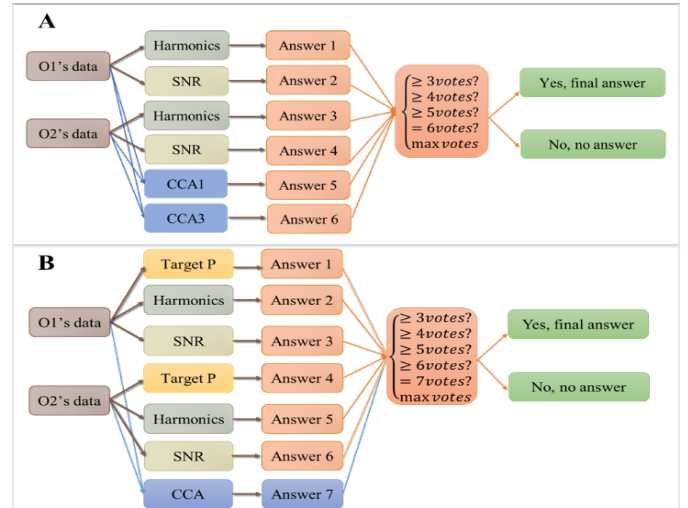 A
O1's data
O2's data
Harmonics
SNR
Harmonics
SNR
CCA1
CCA3
Answer 1
Answer 2
Answer 3
Answer 4
Answer 5
Answer 6
≥ 3votes?
≥ 4votes?
≥ 5votes?
= 6votes?
max votes
Yes, final answer
No, no answer
B
O1's data
O2's data
Target P
Harmonics
SNR
Target P
Harmonics
SNR
CCA
Answer 1
Answer 2
Answer 3
Answer 4
Answer 5
Answer 6
Answer 7
≥ 3votes?
≥ 4votes?
≥ 5votes?
≥ 6votes?
= 7votes?
max votes
Yes, final answer
No, no answer